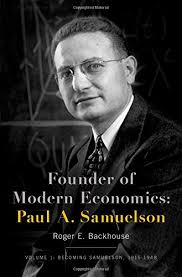 Founder of
Modern Economics:
Paul A. Samuelson
Roger E. Backhouse
VOLUME 1: BECOMING SAMUELSON, 1915-1948